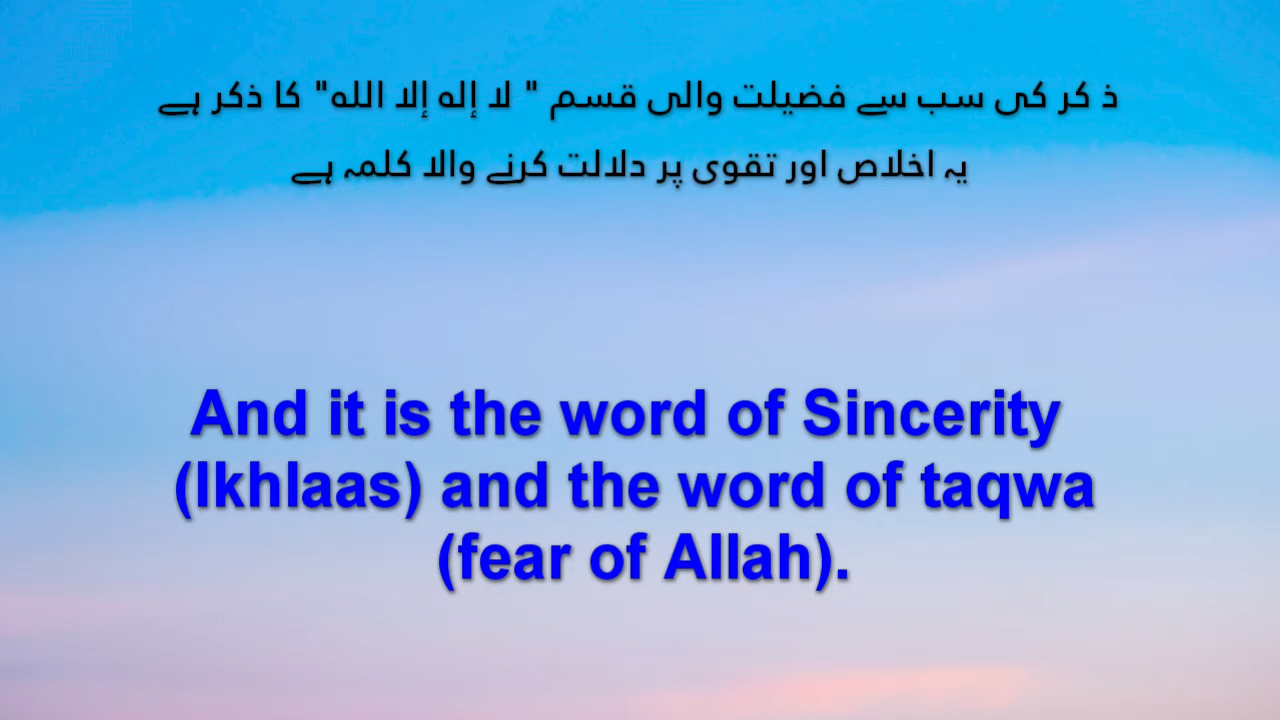 ذ کر کی سب سے فضیلت والی قسم " لا إله إلا الله" کا ذکر ہے
یہ اخلاص اور تقوی پر دلالت کرنے والا کلمہ ہے
And it is the word of Sincerity
(Ikhlaas) and the word of taqwa
(fear of Allah).